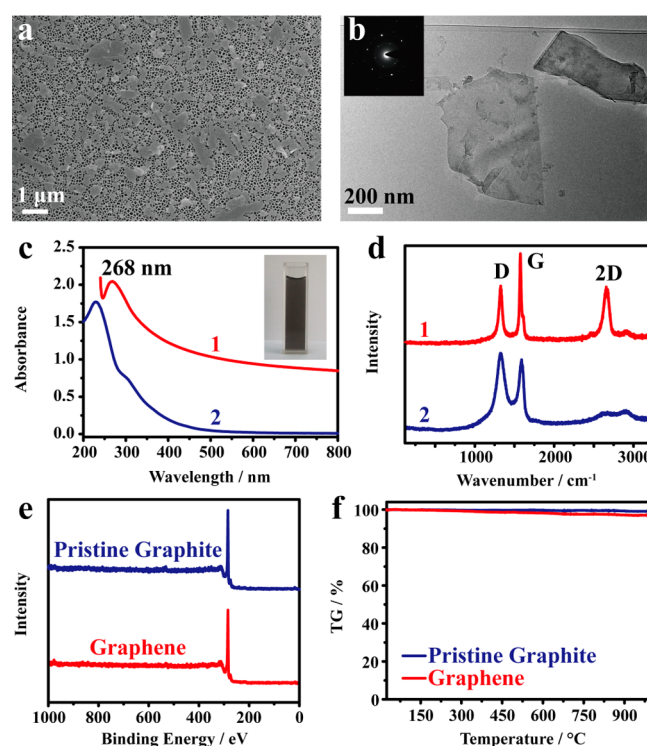 a
1 µm
b
200 nm
c
268 nm
1
2
2.5
2.0
1.5
1.0
0.5
0.0
Absorbance
200 300 400 500 600 700 800
Wavelength / nm
d
D
G
2D
1
2
Intensity
1000 2000 3000
Wavenumber / cm⁻¹
e
Pristine Graphite
Graphene
Intensity
1000 800 600 400 200 0
Binding Energy / eV
f
100
80
60
40
20
0
TG / %
Pristine Graphite
Graphene
150 450 750 900
Temperature / °C